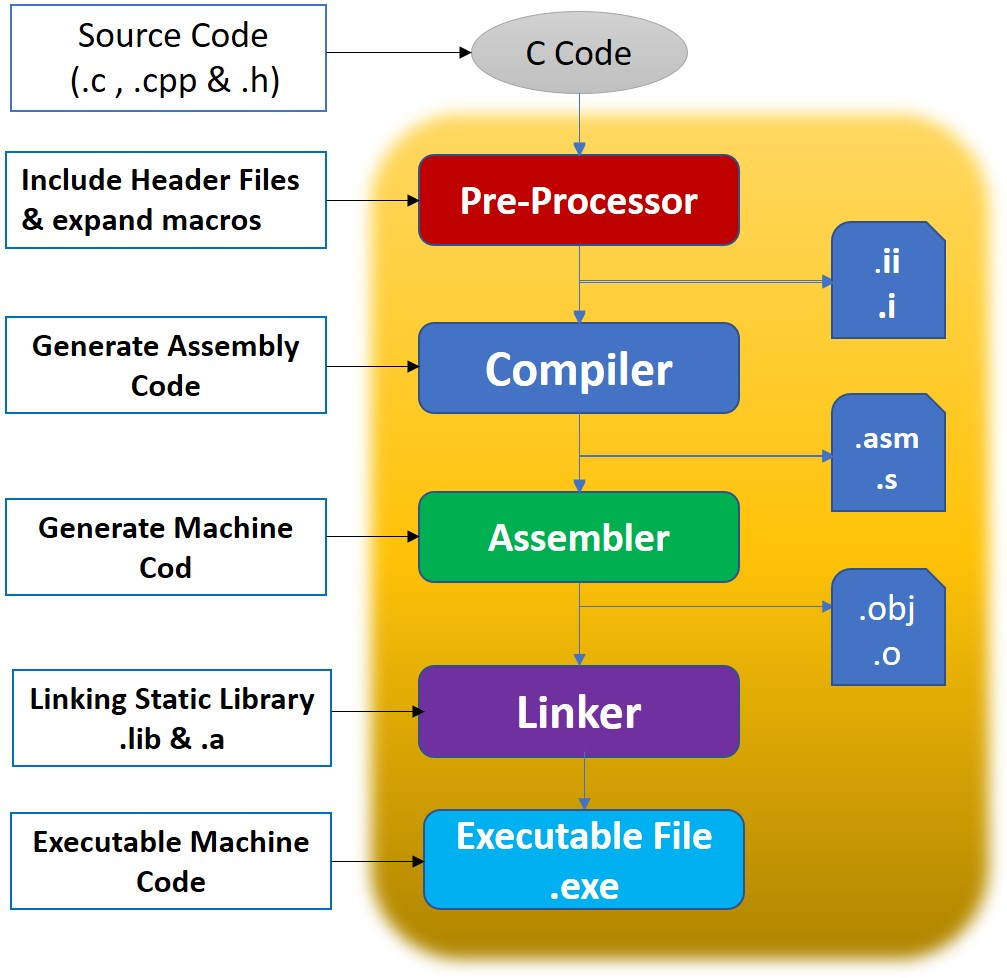 Source Code
(.c , .cpp & .h)
C Code
Include Header Files
& expand macros
Pre-Processor
.ii
.i
Generate Assembly
Code
Compiler
.asm
.s
Generate Machine
Cod
Assembler
.obj
.o
Linking Static Library
.lib & .a
Linker
Executable Machine
Code
Executable File
.exe